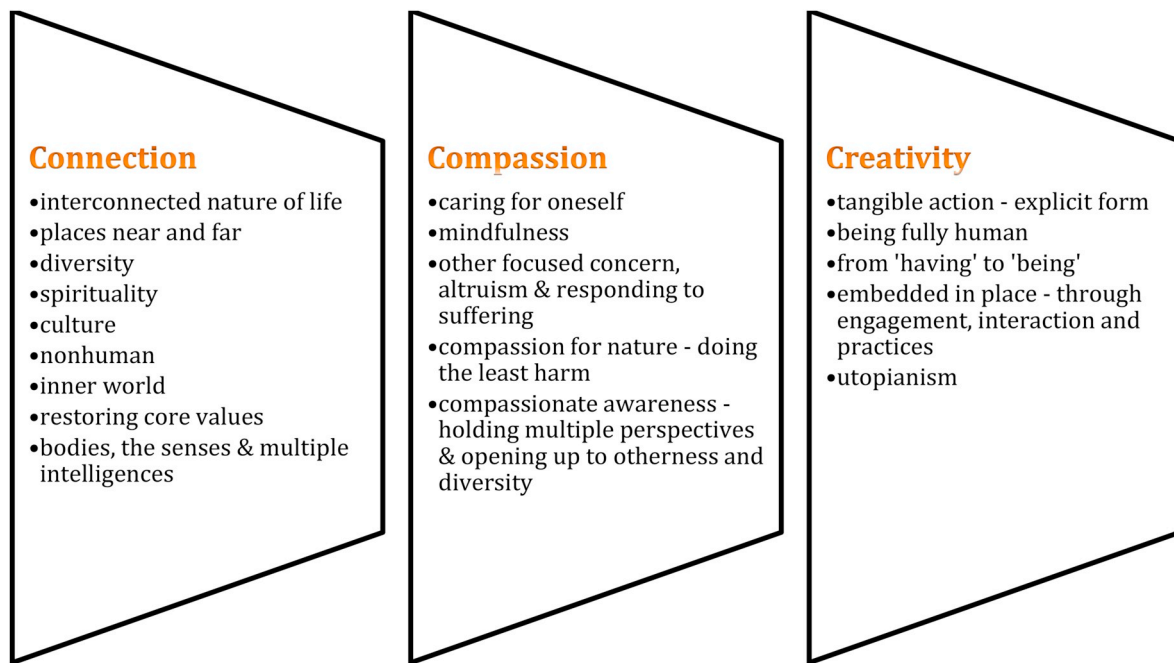 Connection
•interconnected nature of life
•places near and far
•diversity
•spirituality
•culture
•nonhuman
•inner world
•restoring core values
•bodies, the senses & multiple
intelligences
Compassion
•caring for oneself
•mindfulness
•other focused concern,
altruism & responding to
suffering
•compassion for nature - doing
the least harm
•compassionate awareness -
holding multiple perspectives
& opening up to otherness and
diversity
Creativity
•tangible action - explicit form
•being fully human
•from 'having' to 'being'
•embedded in place - through
engagement, interaction and
practices
•utopianism